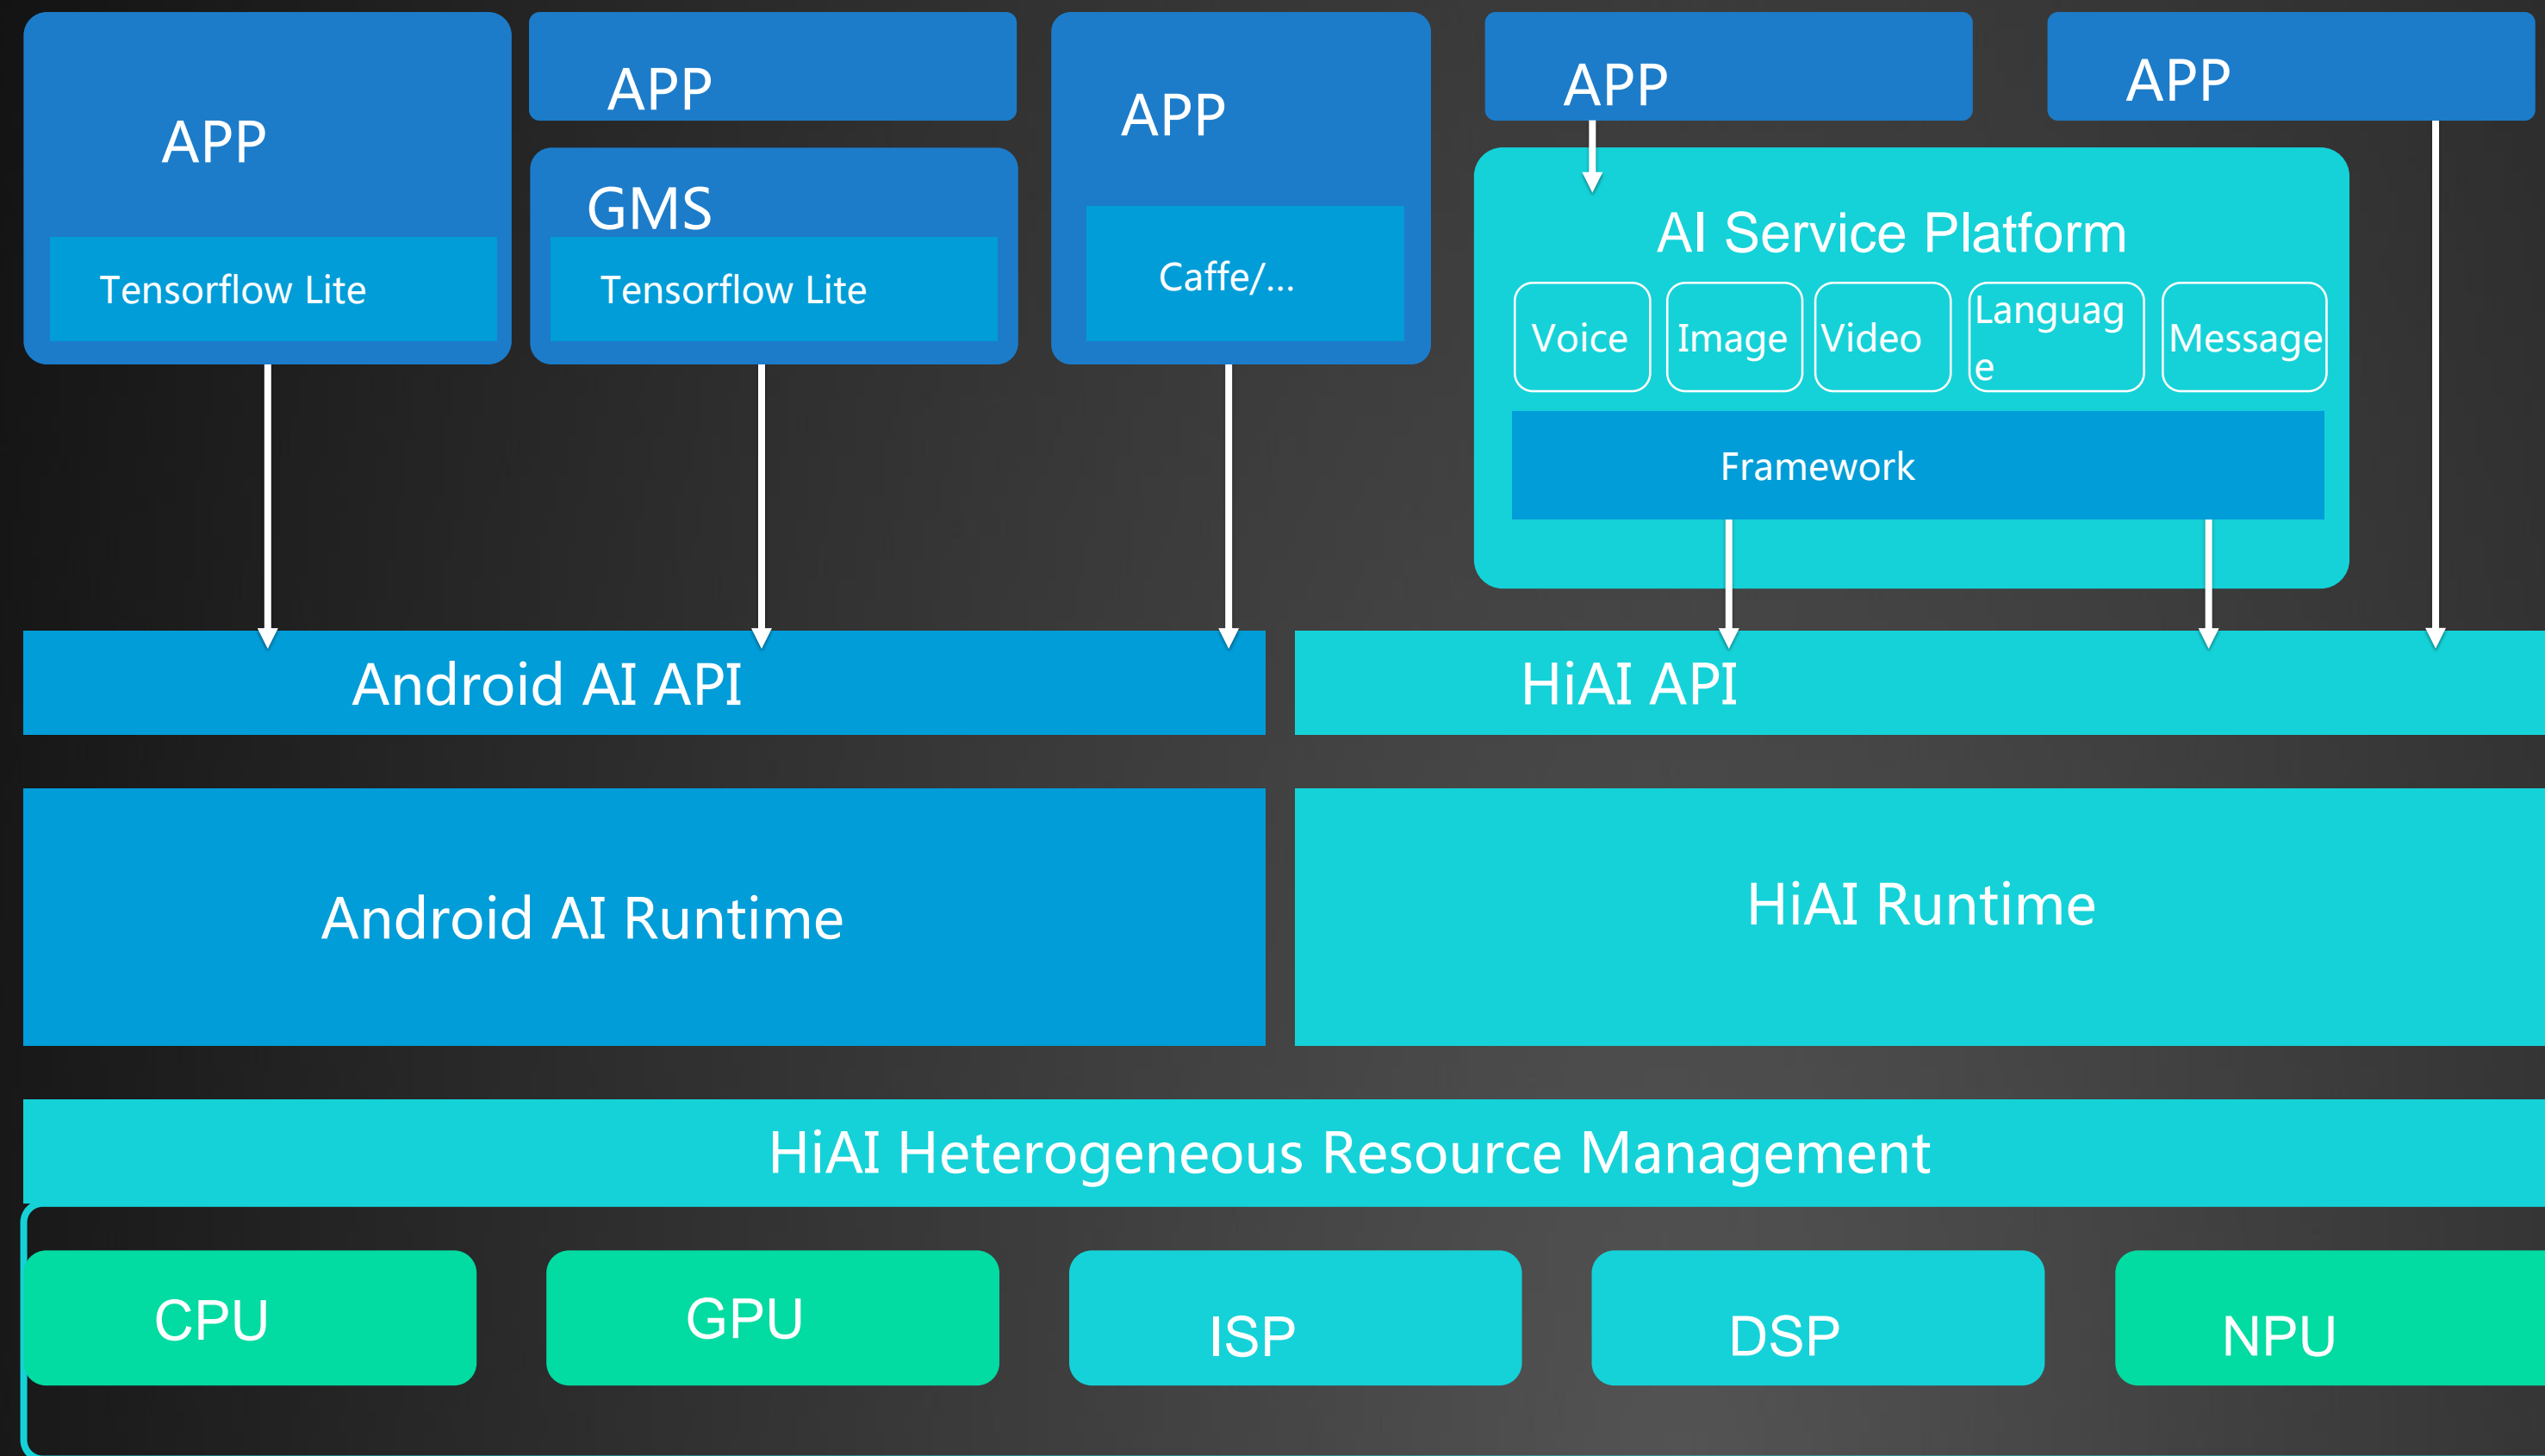 APP
Tensorflow Lite
APP
GMS
Tensorflow Lite
APP
Caffe/...
APP
APP
AI Service Platform
Voice
Image
Video
Languag
e
Message
Framework
Android AI API
HiAI API
Android AI Runtime
HiAI Runtime
HiAI Heterogeneous Resource Management
CPU
GPU
ISP
DSP
NPU